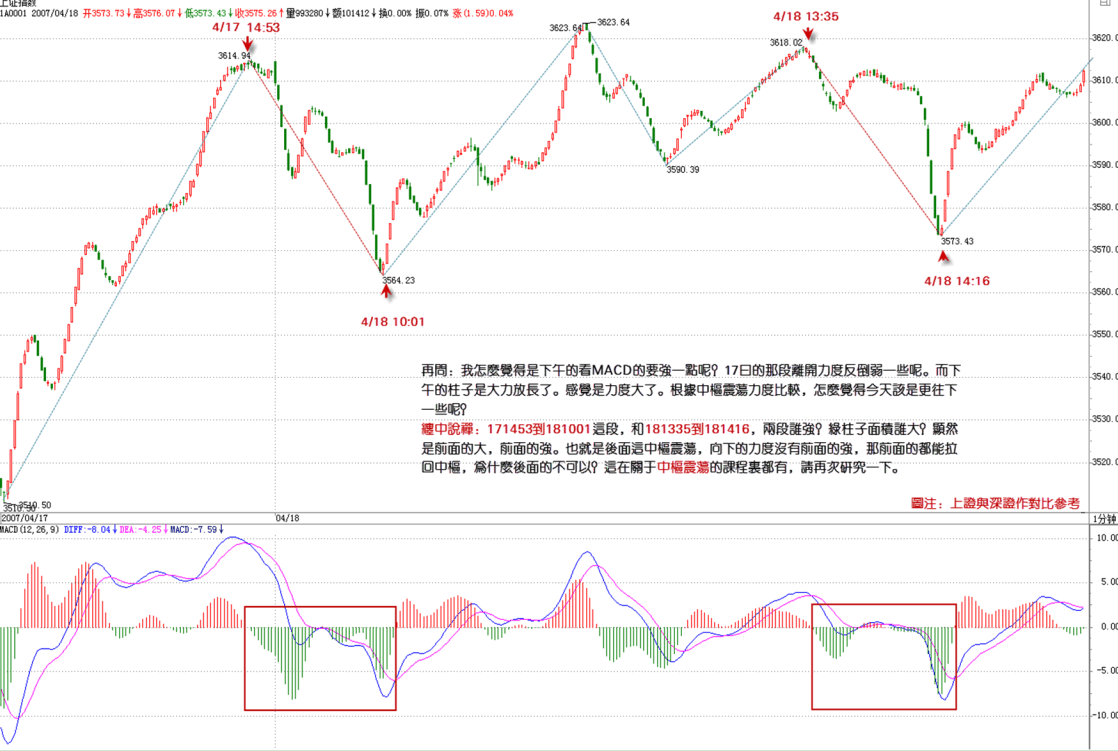 上证指数
1A0001 2007/04/18 开3573.73↓高3576.07↓低3573.43↓收3575.26↑量993280↓额101412↓换0.00% 振0.07% 涨(1.59)0.04%
4/17 14:53
4/18 13:35
3623.64
3623.64
3618.02
3614.94
3620.0
3610.0
3600.0
3590.0
3590.39
3580.0
3573.43
3570.0
3564.23
4/18 14:16
3560.0
4/18 10:01
3550.0
再問：我怎麼覺得是下午的看MACD的要強一點呢？17日的那段離開力度反倒弱一些呢。而下
午的柱子是大力放長了。感覺是力度大了。根據中樞震蕩力度比較，怎麼覺得今天該是更往下
一些呢？
3540.0
纏中說禪：171453到181001這段，和181335到181416，兩段誰強？綠柱子面積誰大？顯然
是前面的大，前面的強。也就是後面這中樞震蕩，向下的力度沒有前面的強，那前面的都能拉
回中樞，為什麼後面的不可以？這在關于中樞震蕩的課程裏都有，請再次研究一下。
3530.0
3520.0
3510.50
3510.50
圖注：上證與深證作對比參考
2007/04/17
04/18
1分钟
MACD(12,26,9) DIFF:-8.04↓DEA:-4.25↓MACD:-7.59↓
10.00
5.00
0.00
-5.00
-10.00